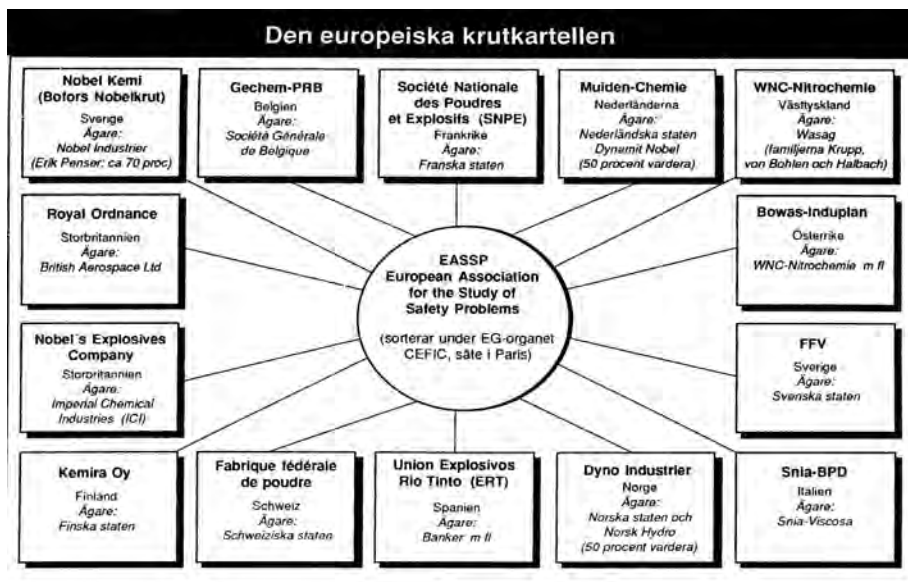 Den europeiska krutkartellen
Nobel Kemi
(Bofors Nobelkrut)
Sverige
Ägare:
Nobel Industrier
(Erik Penser: ca 70 proc)
Gechem-PRB
Belgien
Ägare:
Société Générale
de Belgique
Société Nationale
des Poudres
et Explosifs (SNPE)
Frankrike
Ägare:
Franska staten
Muiden-Chemie
Nederländerna
Ägare:
Nederländska staten
Dynamit Nobel
(50 procent vardera)
WNC-Nitrochemie
Västtyskland
Ägare:
Wasag
(familjerna Krupp,
von Bohlen och Halbach)
Royal Ordnance
Storbritannien
Ägare:
British Aerospace Ltd
EASSP
European Association
for the Study of
Safety Problems
(sorterar under EG-organet
CEFIC, säte i Paris)
Bowas-Induplan
Österrike
Ägare:
WNC-Nitrochemie m fl
Nobel´s Explosives
Company
Storbritannien
Ägare:
Imperial Chemical
Industries (ICI)
FFV
Sverige
Ägare:
Svenska staten
Kemira Oy
Finland
Ägare:
Finska staten
Fabrique fédérale
de poudre
Schweiz
Ägare:
Schweiziska staten
Union Explosivos
Rio Tinto (ERT)
Spanien
Ägare:
Banker m fl
Dyno Industrier
Norge
Ägare:
Norska staten och
Norsk Hydro
(50 procent vardera)
Snia-BPD
Italien
Ägare:
Snia-Viscosa